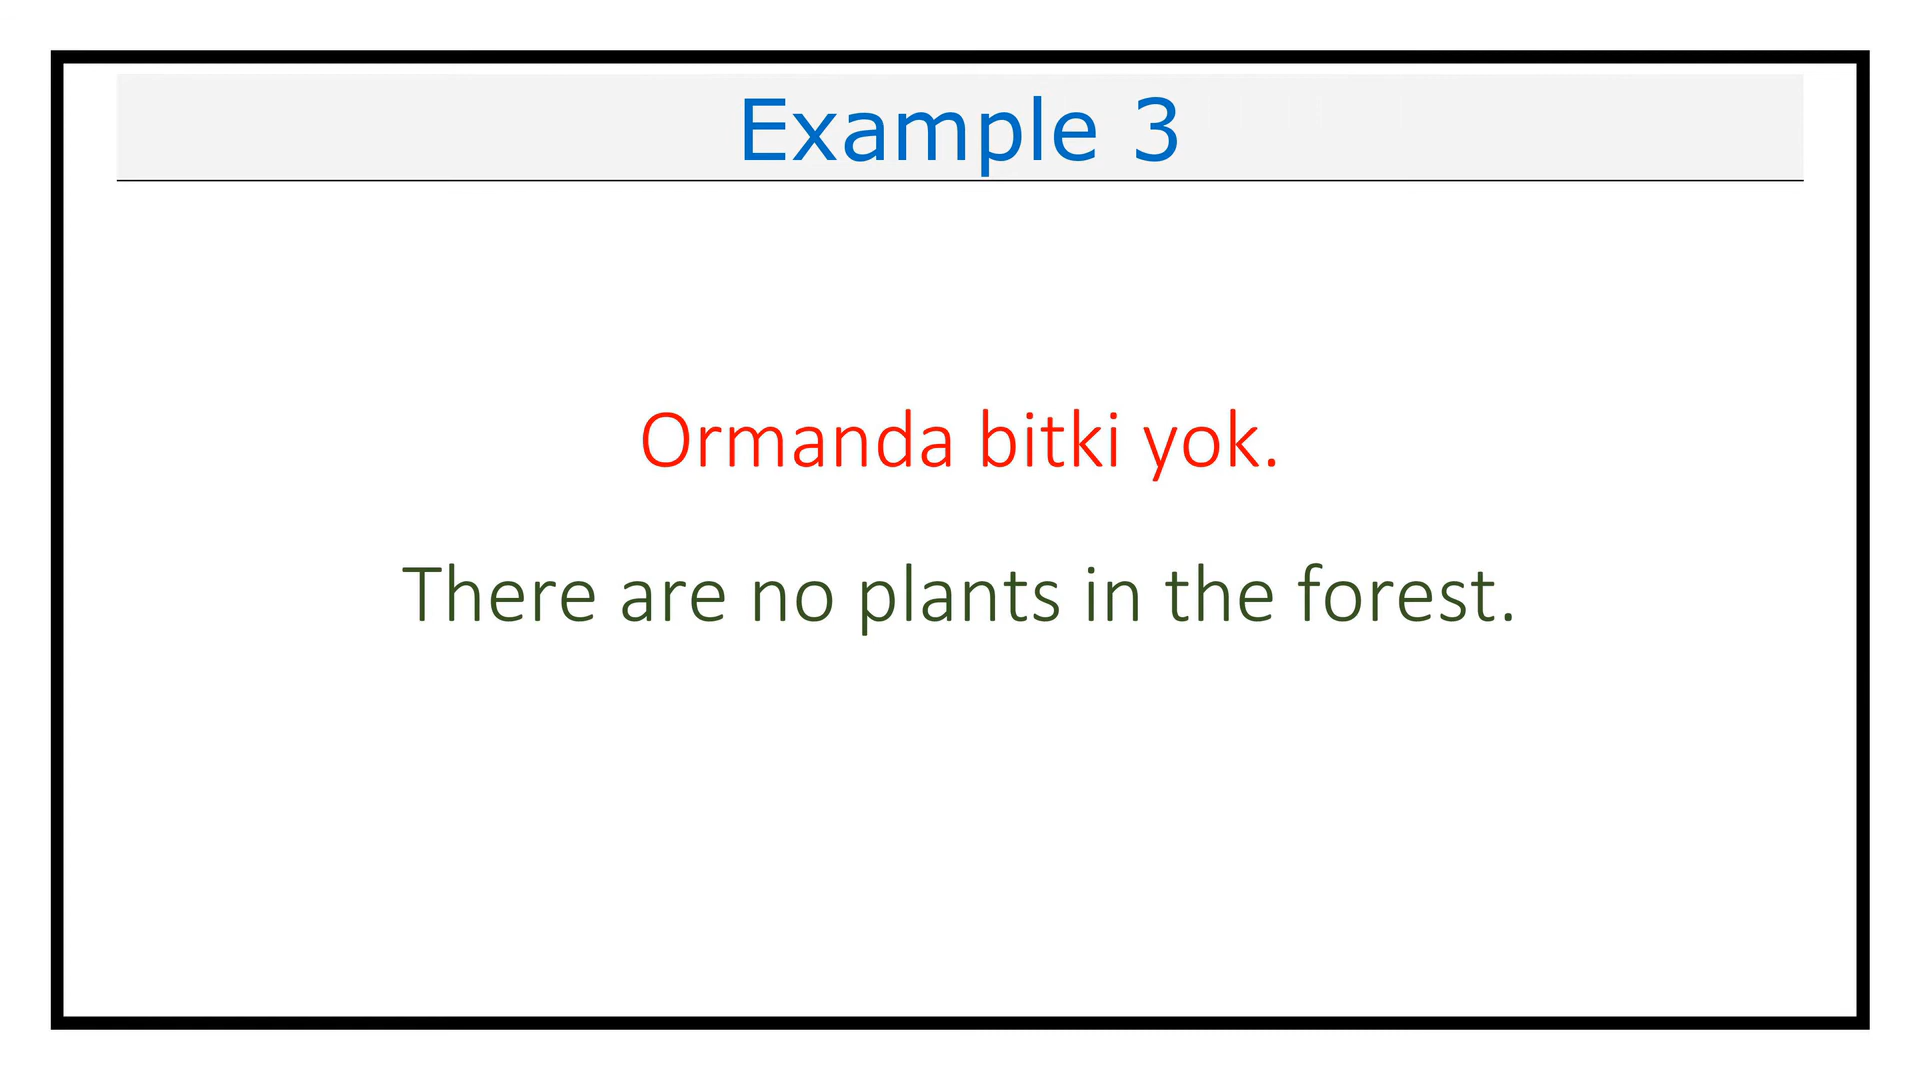 Example 3
Ormanda bitki yok.
There are no plants in the forest.